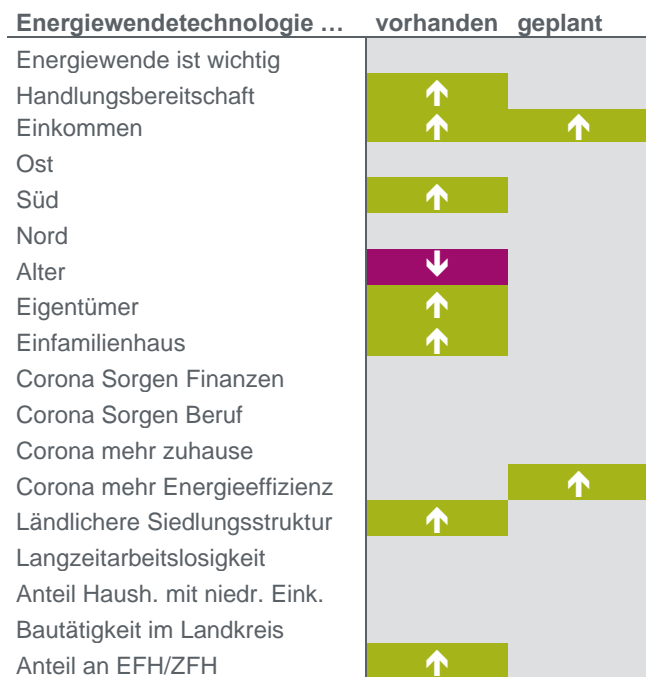 Energiewendetechnologie … vorhanden geplant
Energiewende ist wichtig
Handlungsbereitschaft ↑
Einkommen ↑ ↑
Ost
Süd ↑
Nord
Alter ↓
Eigentümer ↑
Einfamilienhaus ↑
Corona Sorgen Finanzen
Corona Sorgen Beruf
Corona mehr zuhause
Corona mehr Energieeffizienz ↑
Ländlichere Siedlungsstruktur ↑
Langzeitarbeitslosigkeit
Anteil Haush. mit niedr. Eink.
Bautätigkeit im Landkreis
Anteil an EFH/ZFH ↑